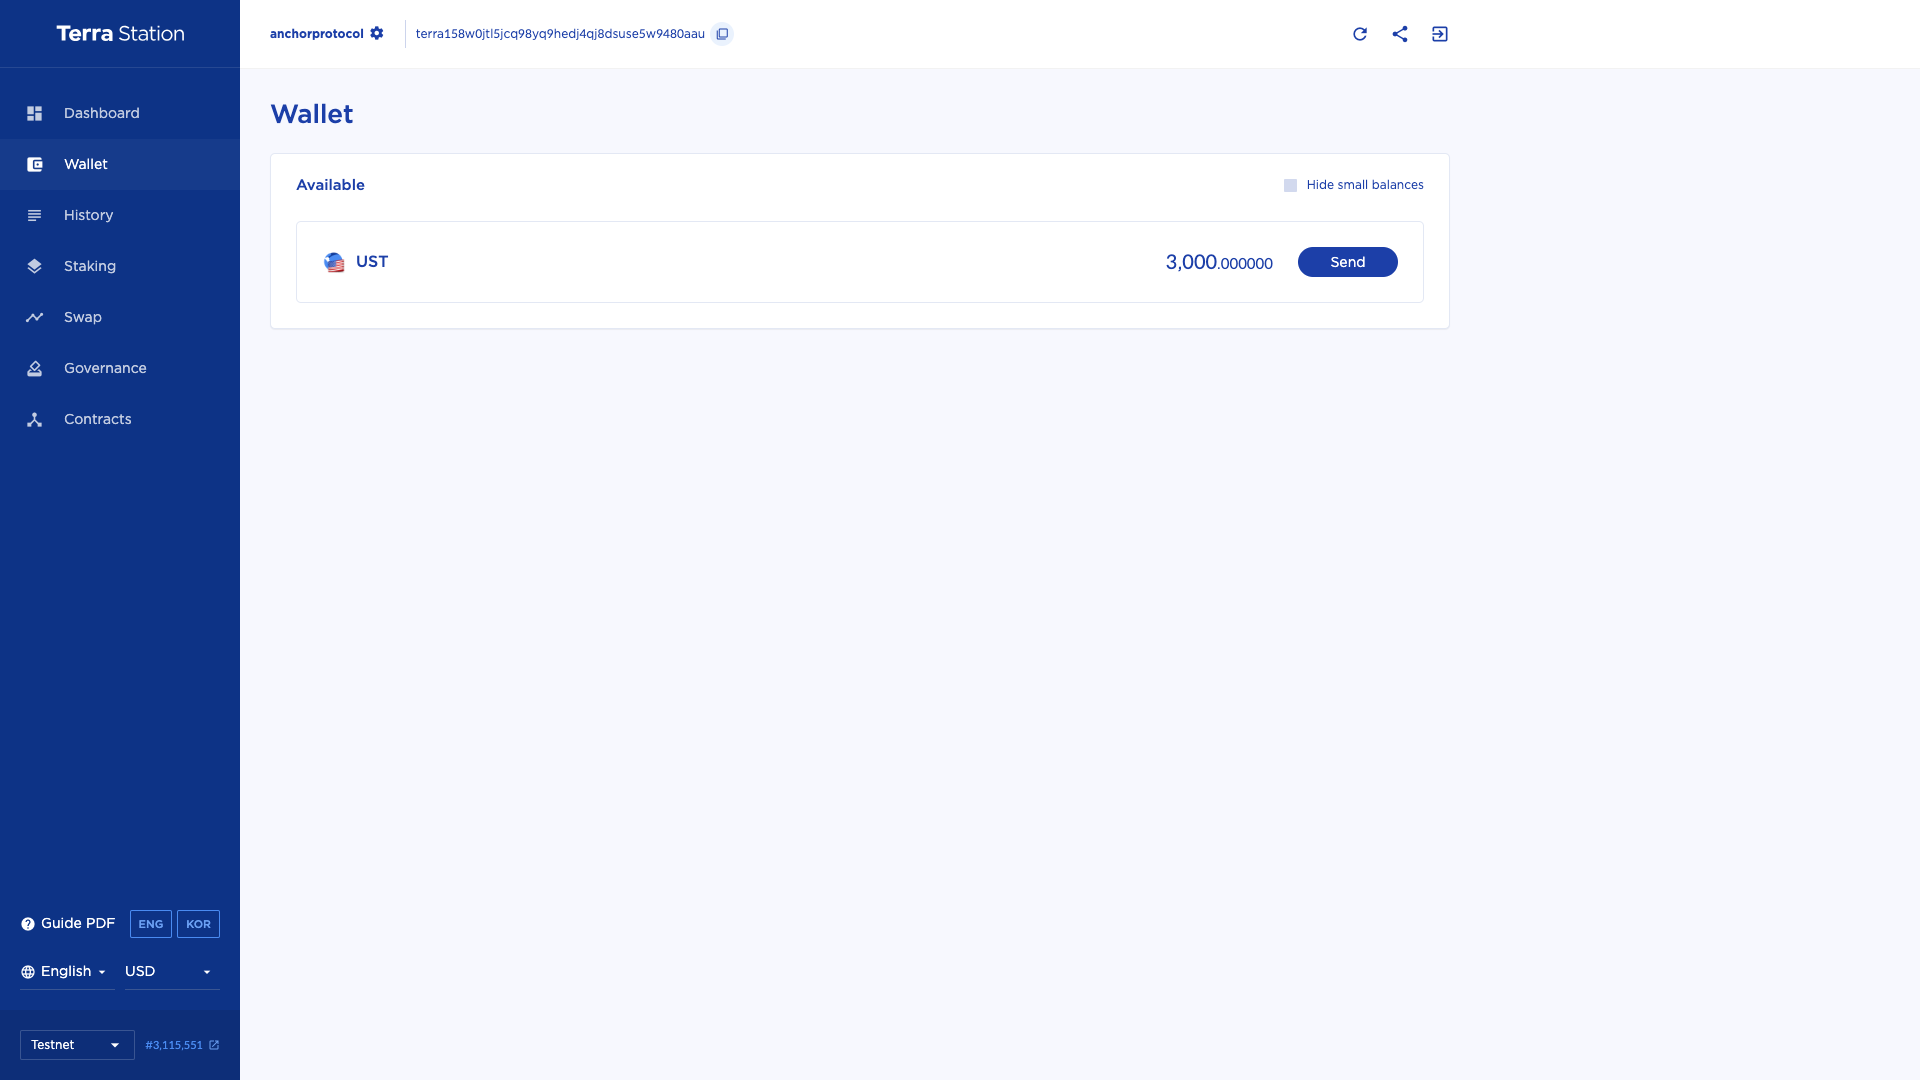 Terra Station
anchorprotocol
terra158w0jtl5jcq98yq9hedj4qj8dsuse5w9480aau
Dashboard
Wallet
History
Staking
Swap
Governance
Contracts
Guide PDF ENG KOR
English USD
Testnet #3,115,551
Wallet
Available
Hide small balances
UST 3,000.000000 Send